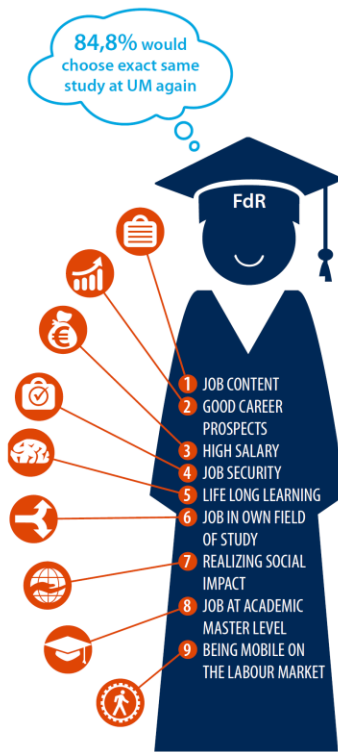 84,8% would
choose exact same
study at UM again
FdR
€
1 JOB CONTENT
2 GOOD CAREER
PROSPECTS
3 HIGH SALARY
4 JOB SECURITY
5 LIFE LONG LEARNING
6 JOB IN OWN FIELD
OF STUDY
7 REALIZING SOCIAL
IMPACT
8 JOB AT ACADEMIC
MASTER LEVEL
9 BEING MOBILE ON
THE LABOUR MARKET